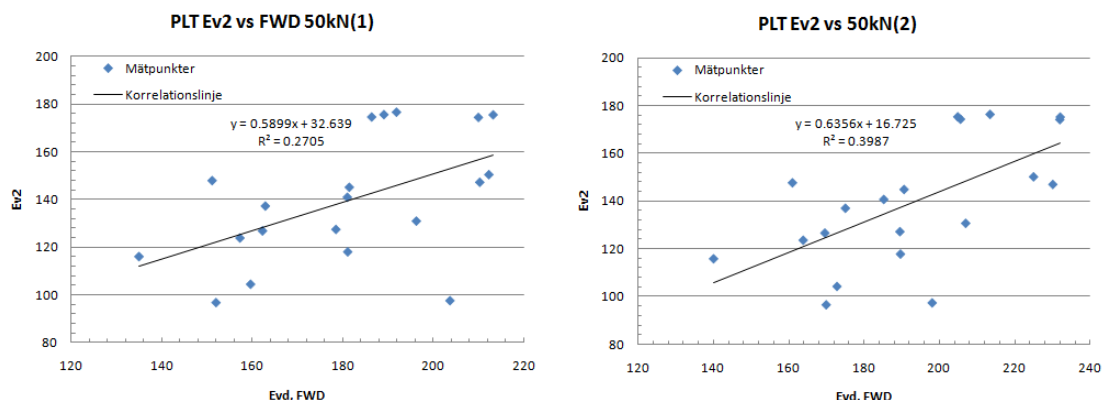 PLT Ev2 vs FWD 50kN(1)
200
180
160
140
120
100
80
Ev2
Mätpunkter
Korrelationslinje
y = 0.5899x + 32.639
R² = 0.2705
120 140 160 180 200 220
Evd. FWD
PLT Ev2 vs 50kN(2)
200
180
160
140
120
100
80
Ev2
Mätpunkter
Korrelationslinje
y = 0.6356x + 16.725
R² = 0.3987
120 140 160 180 200 220 240
Evd. FWD